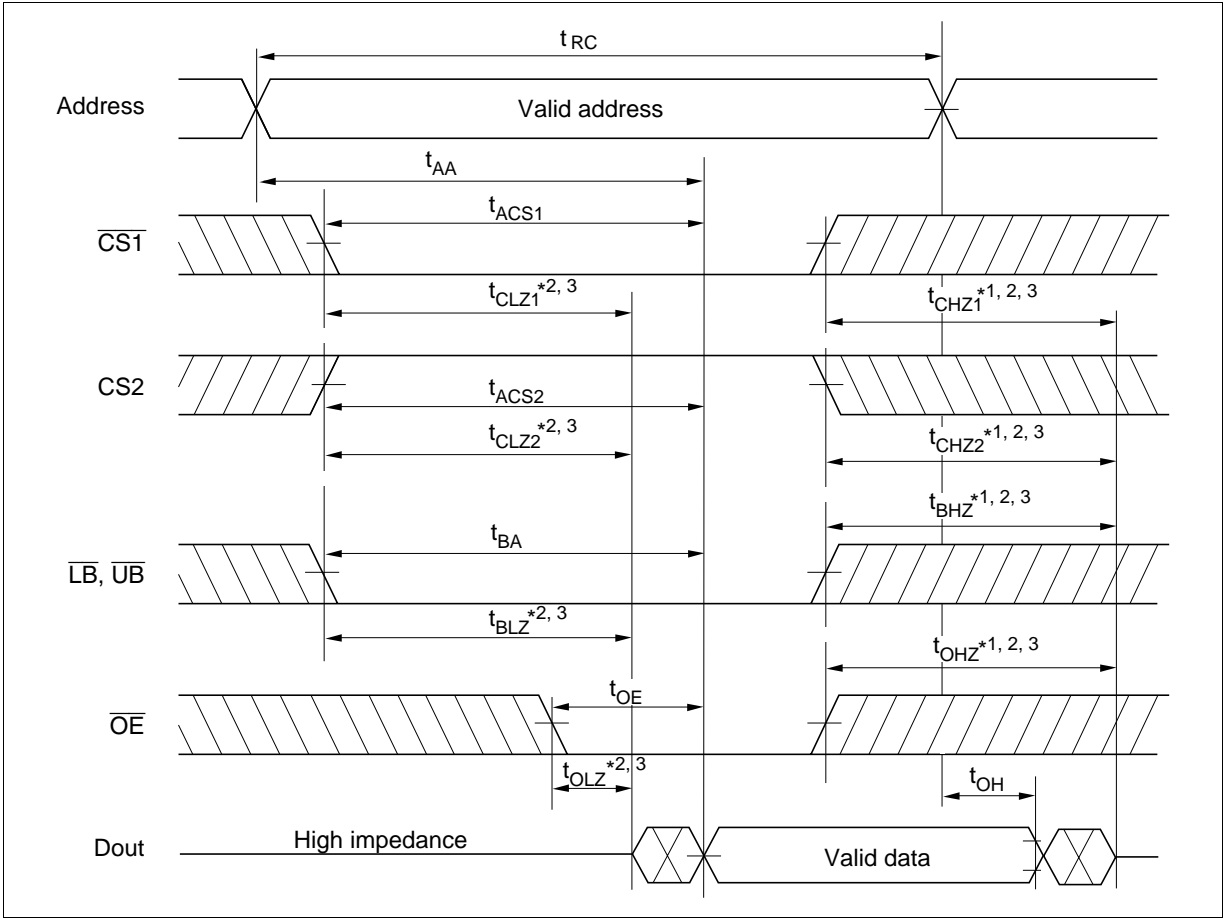 t RC
Address
Valid address
tAA
tACS1
CS1
tCLZ1*2, 3
tCHZ1*1, 2, 3
CS2
tACS2
tCLZ2*2, 3
tCHZ2*1, 2, 3
tBHZ*1, 2, 3
tBA
LB, UB
tBLZ*2, 3
tOHZ*1, 2, 3
tOE
OE
tOLZ*2, 3
tOH
Dout
High impedance
Valid data